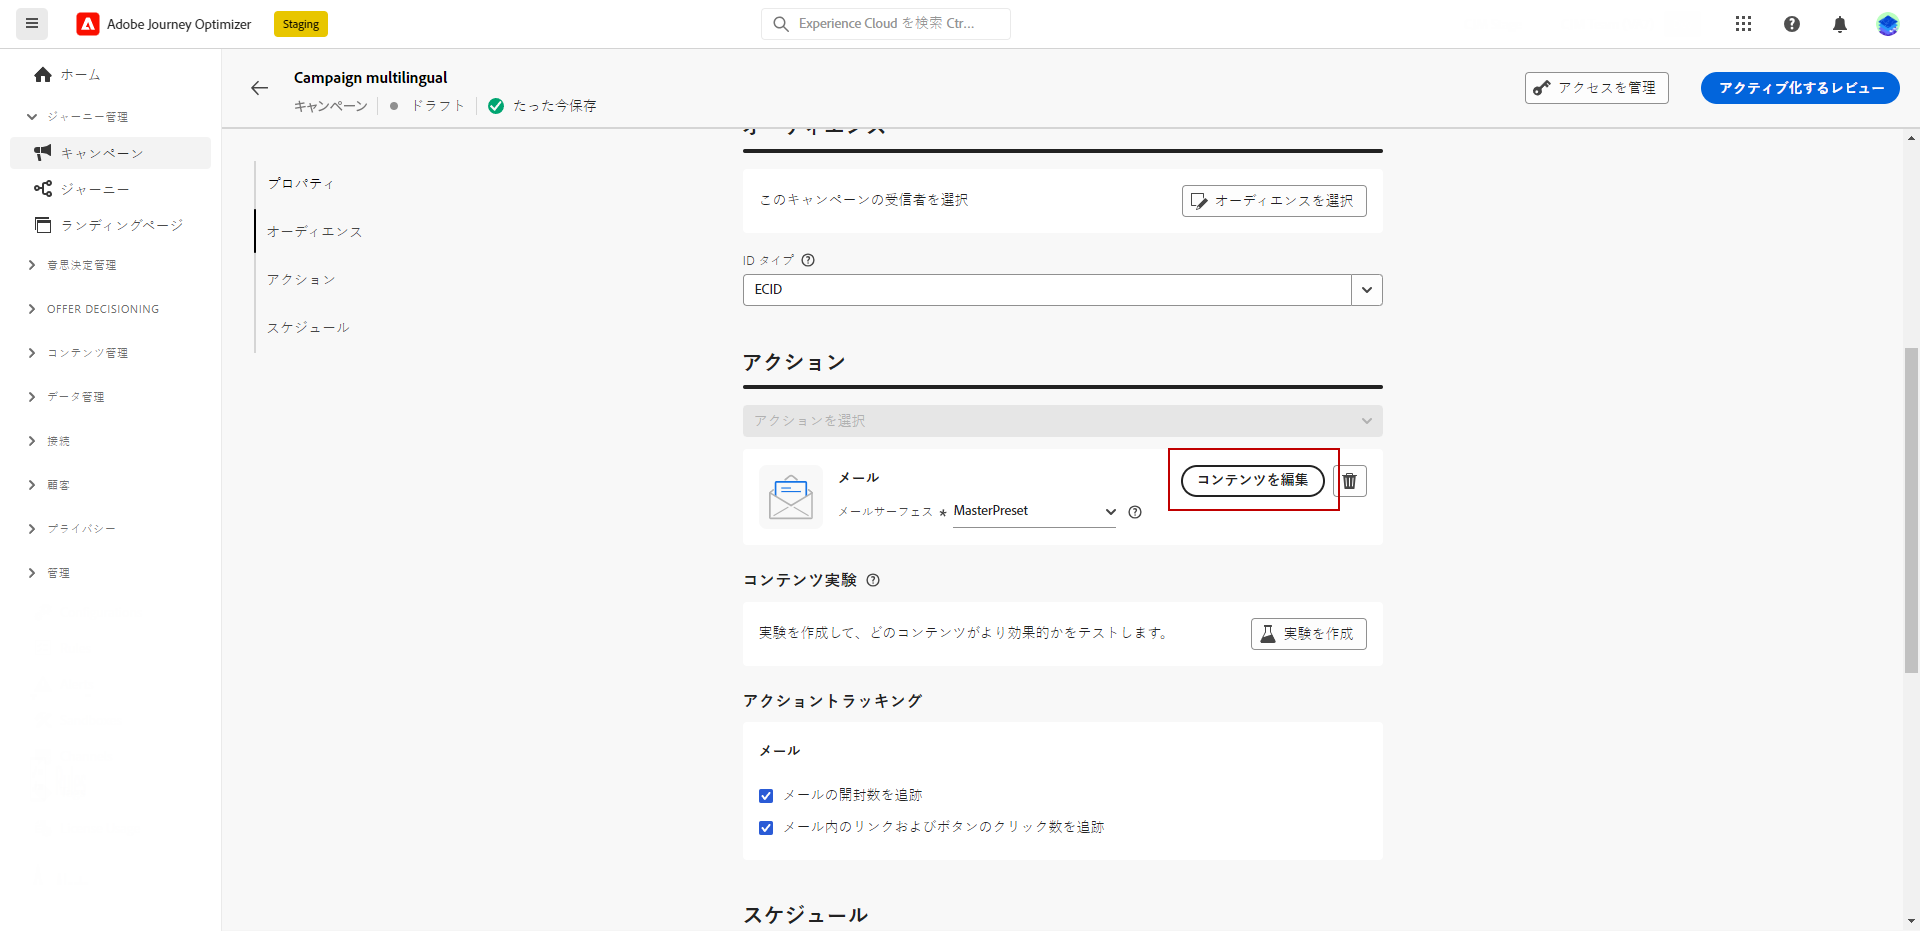 Adobe Journey Optimizer
Staging
Experience Cloud を検索 Ctr...
ホーム
ジャーニー管理
キャンペーン
ジャーニー
ランディングページ
意思決定管理
OFFER DECISIONING
コンテンツ管理
データ管理
接続
顧客
プライバシー
管理
Campaign multilingual
キャンペーン
ドラフト
たった今保存
アクセスを管理
アクティブ化するレビュー
プロパティ
オーディエンス
アクション
スケジュール
オーディエンス
このキャンペーンの受信者を選択
オーディエンスを選択
ID タイプ
ECID
アクション
アクションを選択
メール
コンテンツを編集
メールサーフェス * MasterPreset
コンテンツ実験
実験を作成して、どのコンテンツがより効果的かをテストします。
実験を作成
アクショントラッキング
メール
メールの開封数を追跡
メール内のリンクおよびボタンのクリック数を追跡
スケジュール